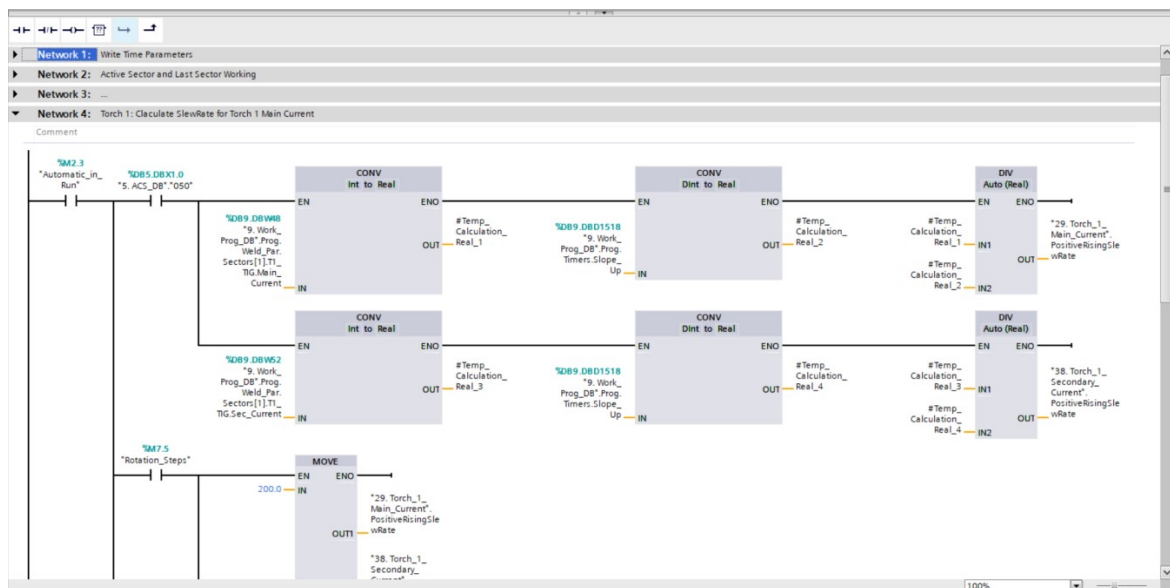 Network 1: Write Time Parameters
Network 2: Active Sector and Last Sector Working
Network 3: ...
Network 4: Torch 1: Claculate SlewRate for Torch 1 Main Current
Comment
%M2.3
"Automatic_in_
Run"
%DB5.DBX1.0
"5. ACS_DB"."050"
CONV
Int to Real
EN
ENO
%DB9.DBW48
"9. Work_
Prog_DB".Prog.
Weld_Par.
Sectors[1].T1_
TIG.Main_
Current
IN
OUT
#Temp_
Calculation_
Real_1
CONV
Dint to Real
EN
ENO
%DB9.DBD1518
"9. Work_
Prog_DB".Prog.
Timers.Slope_
Up
IN
OUT
#Temp_
Calculation_
Real_2
DIV
Auto (Real)
EN
ENO
#Temp_
Calculation_
Real_1
IN1
#Temp_
Calculation_
Real_2
IN2
OUT
"29. Torch_1_
Main_Current".
PositiveRisingSle
wRate
CONV
Int to Real
EN
ENO
%DB9.DBW52
"9. Work_
Prog_DB".Prog.
Weld_Par.
Sectors[1].T1_
TIG.Sec_Current
IN
OUT
#Temp_
Calculation_
Real_3
CONV
Dint to Real
EN
ENO
%DB9.DBD1518
"9. Work_
Prog_DB".Prog.
Timers.Slope_
Up
IN
OUT
#Temp_
Calculation_
Real_4
DIV
Auto (Real)
EN
ENO
#Temp_
Calculation_
Real_3
IN1
#Temp_
Calculation_
Real_4
IN2
OUT
"38. Torch_1_
Secondary_
Current".
PositiveRisingSle
wRate
%M7.5
"Rotation_Steps"
MOVE
EN
ENO
200.0
IN
OUT1
"29. Torch_1_
Main_Current".
PositiveRisingSle
wRate
"38. Torch_1_
Secondary_
100%